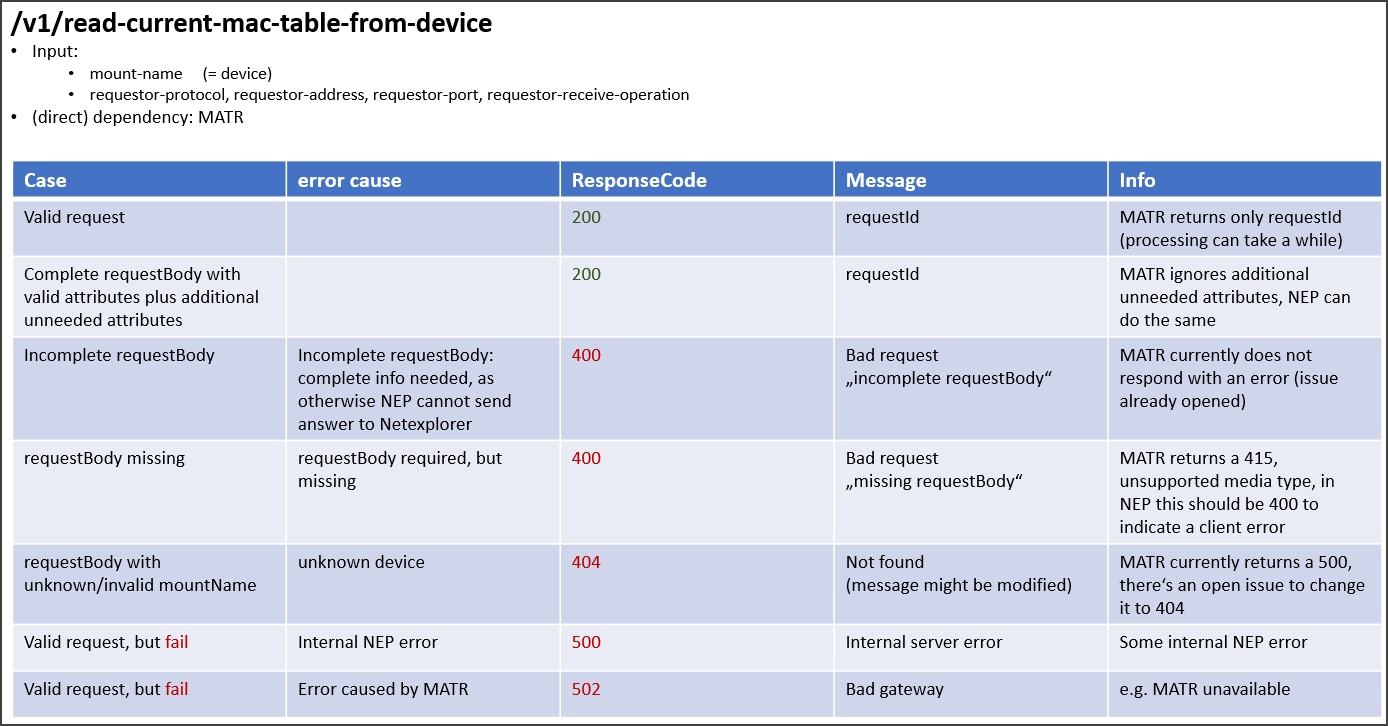 /v1/read-current-mac-table-from-device
• Input:
• mount-name (= device)
• requestor-protocol, requestor-address, requestor-port, requestor-receive-operation
• (direct) dependency: MATR
Case
error cause
ResponseCode
Message
Info
Valid request
200
requestId
MATR returns only requestId
(processing can take a while)
Complete requestBody with
valid attributes plus additional
unneeded attributes
200
requestId
MATR ignores additional
unneeded attributes, NEP can
do the same
Incomplete requestBody
Incomplete requestBody:
complete info needed, as
otherwise NEP cannot send
answer to Netexplorer
400
Bad request
„incomplete requestBody“
MATR currently does not
respond with an error (issue
already opened)
requestBody missing
requestBody required, but
missing
400
Bad request
„missing requestBody“
MATR returns a 415,
unsupported media type, in
NEP this should be 400 to
indicate a client error
requestBody with
unknown/invalid mountName
unknown device
404
Not found
(message might be modified)
MATR currently returns a 500,
there‘s an open issue to change
it to 404
Valid request, but fail
Internal NEP error
500
Internal server error
Some internal NEP error
Valid request, but fail
Error caused by MATR
502
Bad gateway
e.g. MATR unavailable